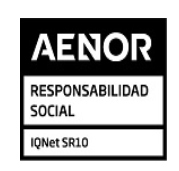 AENOR
RESPONSABILIDAD
SOCIAL
IQNet SR10